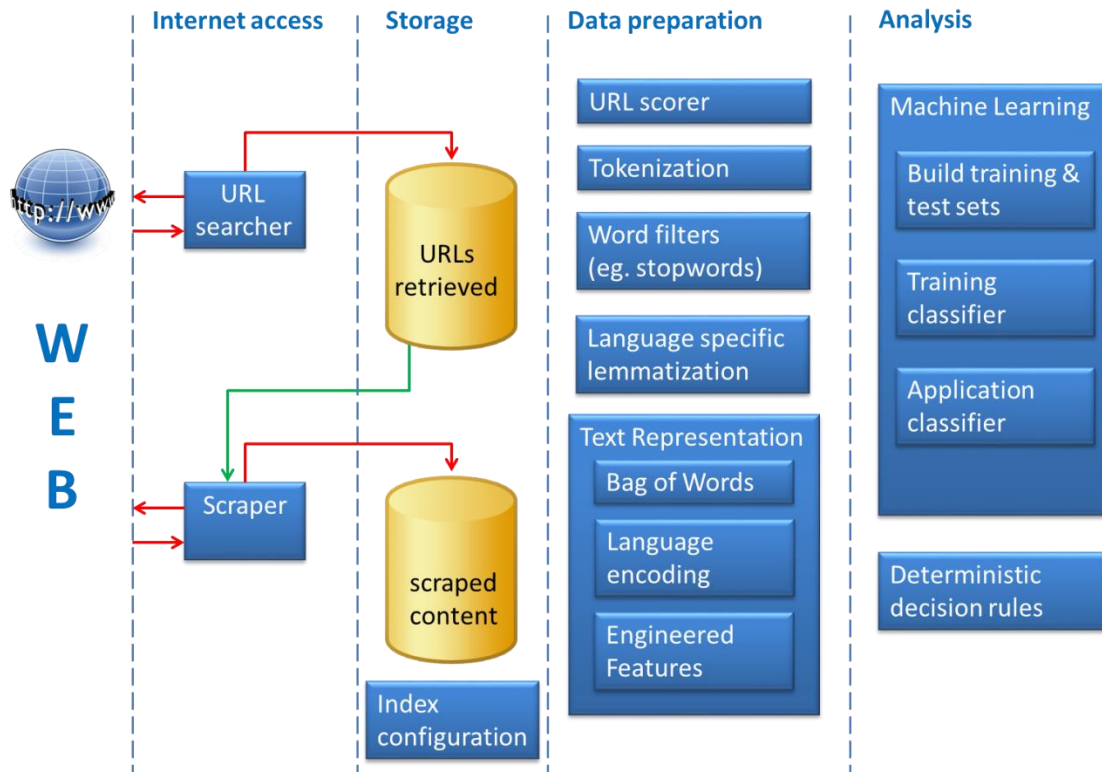 Internet access
Storage
Data preparation
Analysis
http://www
W
E
B
URL
searcher
Scraper
URLs
retrieved
scraped
content
Index
configuration
URL scorer
Tokenization
Word filters
(eg. stopwords)
Language specific
lemmatization
Text Representation
Bag of Words
Language
encoding
Engineered
Features
Machine Learning
Build training &
test sets
Training
classifier
Application
classifier
Deterministic
decision rules